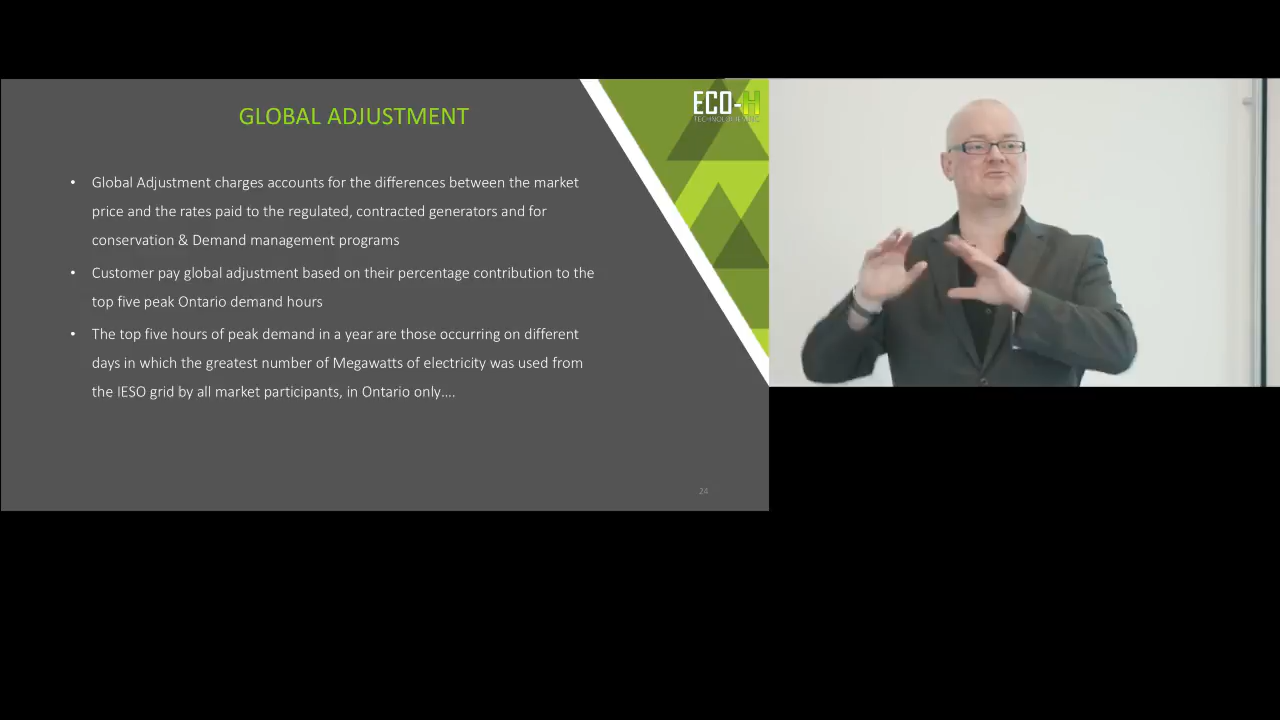 GLOBAL ADJUSTMENT
ECO-H
• Global Adjustment charges accounts for the differences between the market
price and the rates paid to the regulated, contracted generators and for
conservation & Demand management programs
• Customer pay global adjustment based on their percentage contribution to the
top five peak Ontario demand hours
• The top five hours of peak demand in a year are those occurring on different
days in which the greatest number of Megawatts of electricity was used from
the IESO grid by all market participants, in Ontario only....
24